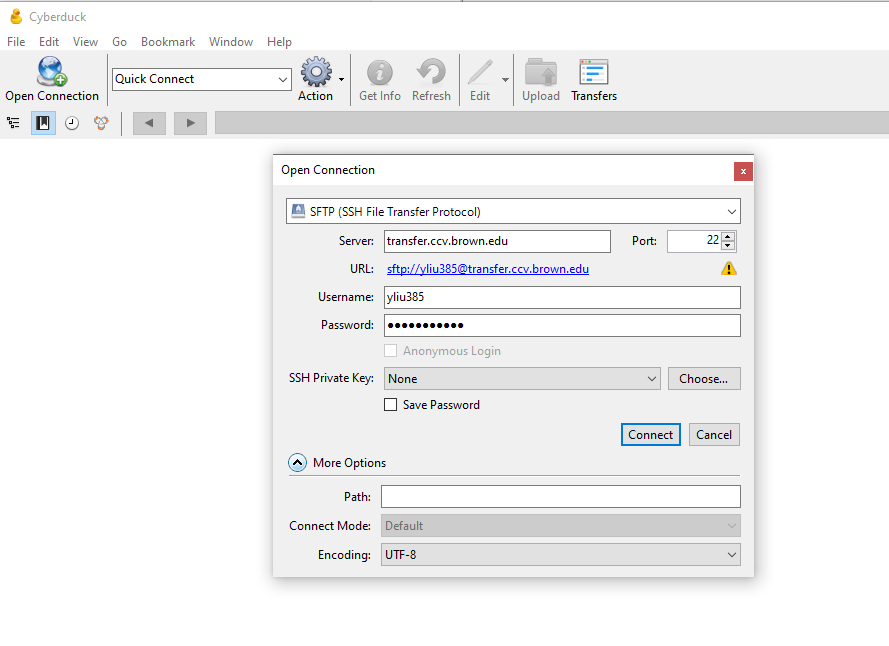 Cyberduck
File Edit View Go Bookmark Window Help
Open Connection Quick Connect Action Get Info Refresh Edit Upload Transfers
Open Connection
x
SFTP (SSH File Transfer Protocol)
Server: transfer.ccv.brown.edu Port: 22
URL: sftp://yliu385@transfer.ccv.brown.edu
Username: yliu385
Password: ●●●●●●●●●●●
Anonymous Login
SSH Private Key: None Choose...
Save Password
Connect Cancel
More Options
Path:
Connect Mode: Default
Encoding: UTF-8